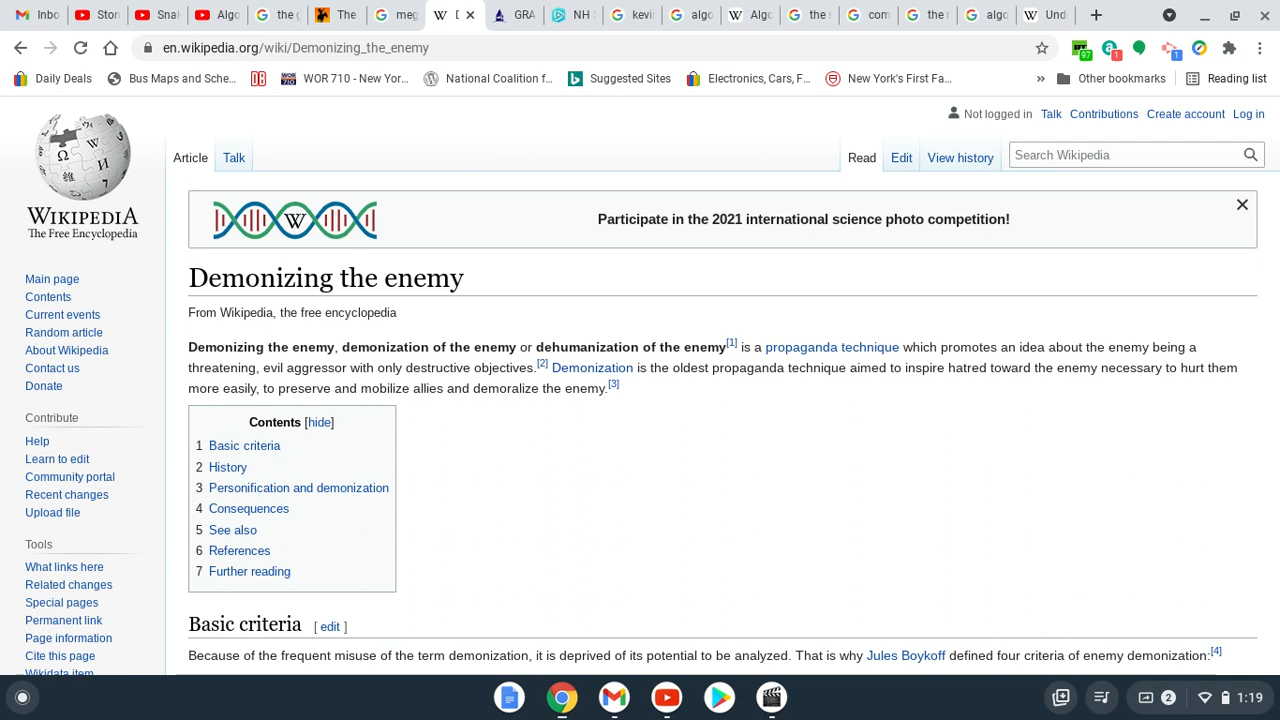 Inbo
Ston
Snak
Algo
the g
The
meg
D
GRA
NH S
kevi
algo
Algo
the s
com
the r
algo
Und
en.wikipedia.org/wiki/Demonizing_the_enemy
97
1
1
Daily Deals
Bus Maps and Sche...
DB
WOR 710 - New Yor...
National Coalition f...
Suggested Sites
Electronics, Cars, F...
New York's First Fa...
»
Other bookmarks
Reading list
Not logged in Talk Contributions Create account Log in
Article Talk
Read Edit View history
Search Wikipedia
WIKIPEDIA
The Free Encyclopedia
Participate in the 2021 international science photo competition!
Main page
Contents
Current events
Random article
About Wikipedia
Contact us
Donate
Contribute
Help
Learn to edit
Community portal
Recent changes
Upload file
Tools
What links here
Related changes
Special pages
Permanent link
Page information
Cite this page
Wikidata item
Demonizing the enemy
From Wikipedia, the free encyclopedia
Demonizing the enemy, demonization of the enemy or dehumanization of the enemy[1] is a propaganda technique which promotes an idea about the enemy being a
threatening, evil aggressor with only destructive objectives.[2] Demonization is the oldest propaganda technique aimed to inspire hatred toward the enemy necessary to hurt them
more easily, to preserve and mobilize allies and demoralize the enemy.[3]
Contents [hide]
1 Basic criteria
2 History
3 Personification and demonization
4 Consequences
5 See also
6 References
7 Further reading
Basic criteria [ edit ]
Because of the frequent misuse of the term demonization, it is deprived of its potential to be analyzed. That is why Jules Boykoff defined four criteria of enemy demonization:[4]
2
1:19